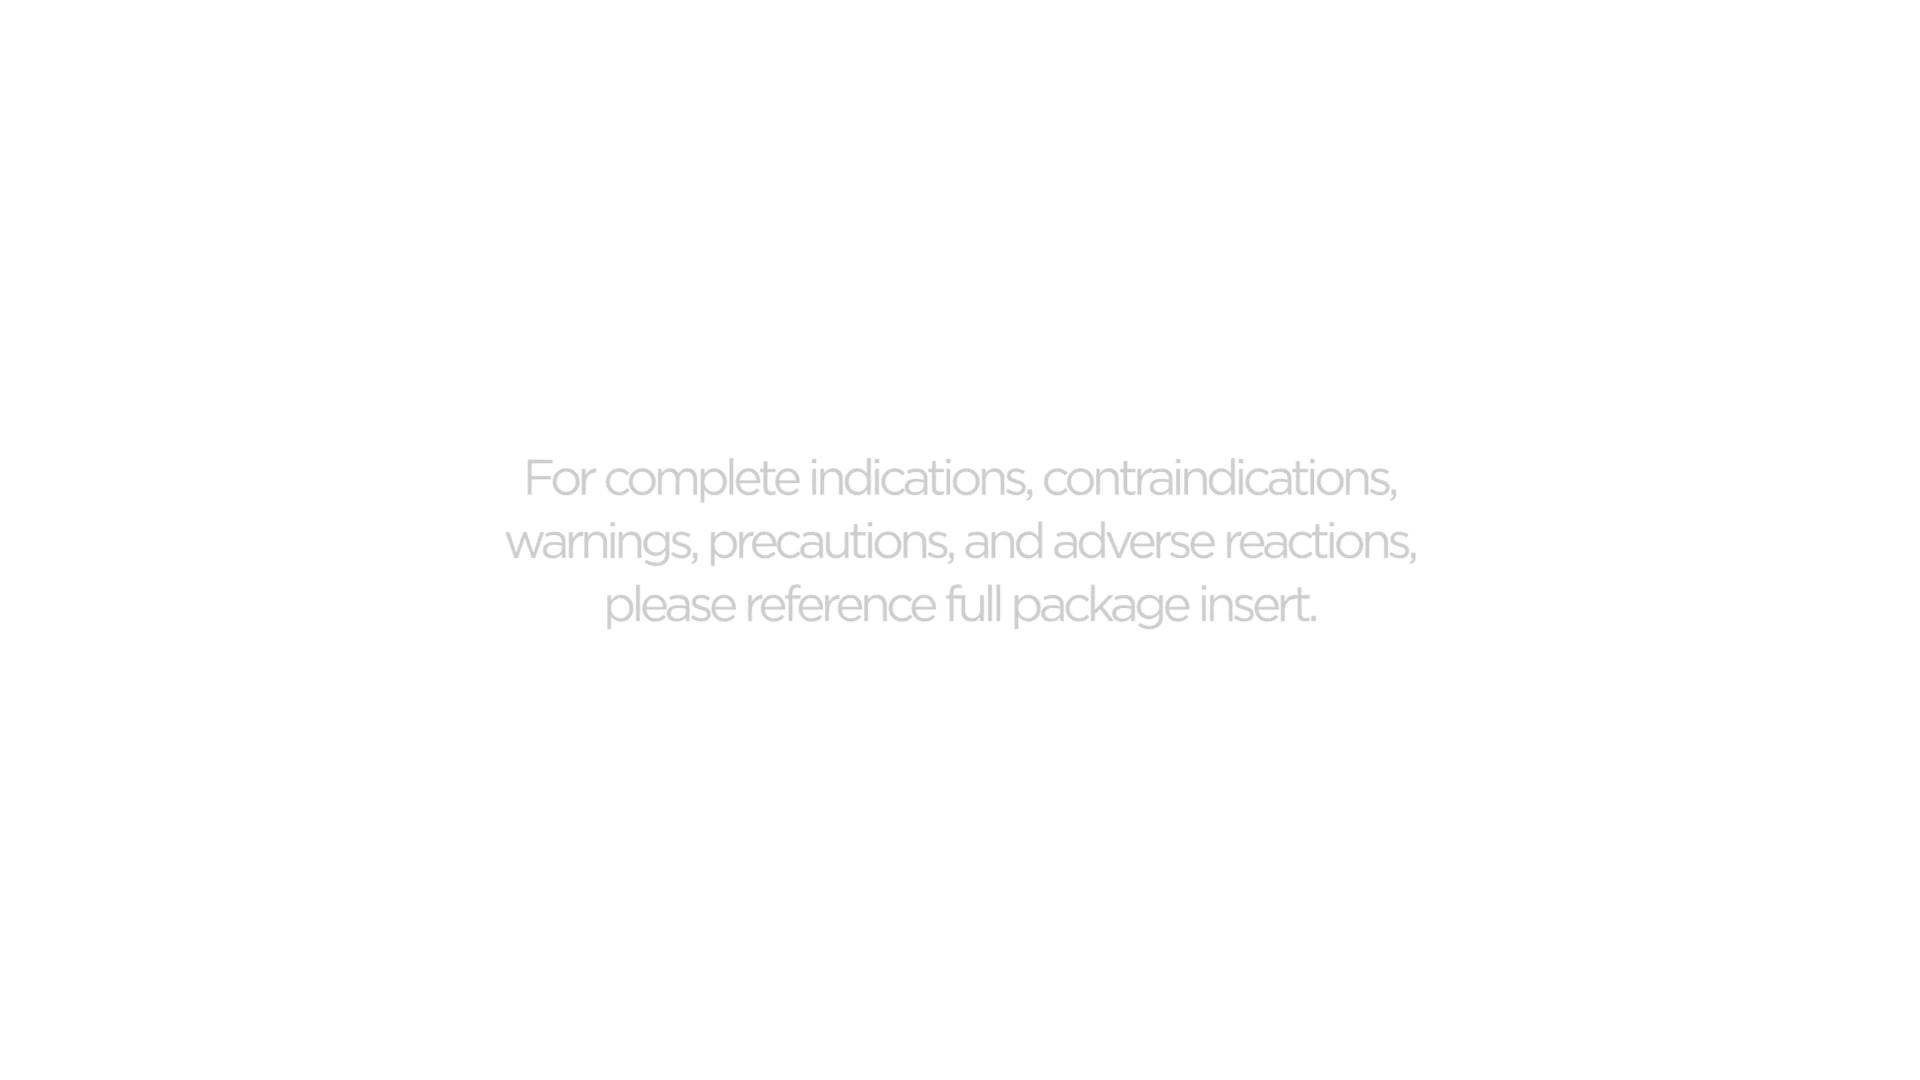 For complete indications, contraindications,
warnings, precautions, and adverse reactions,
please reference full package insert.